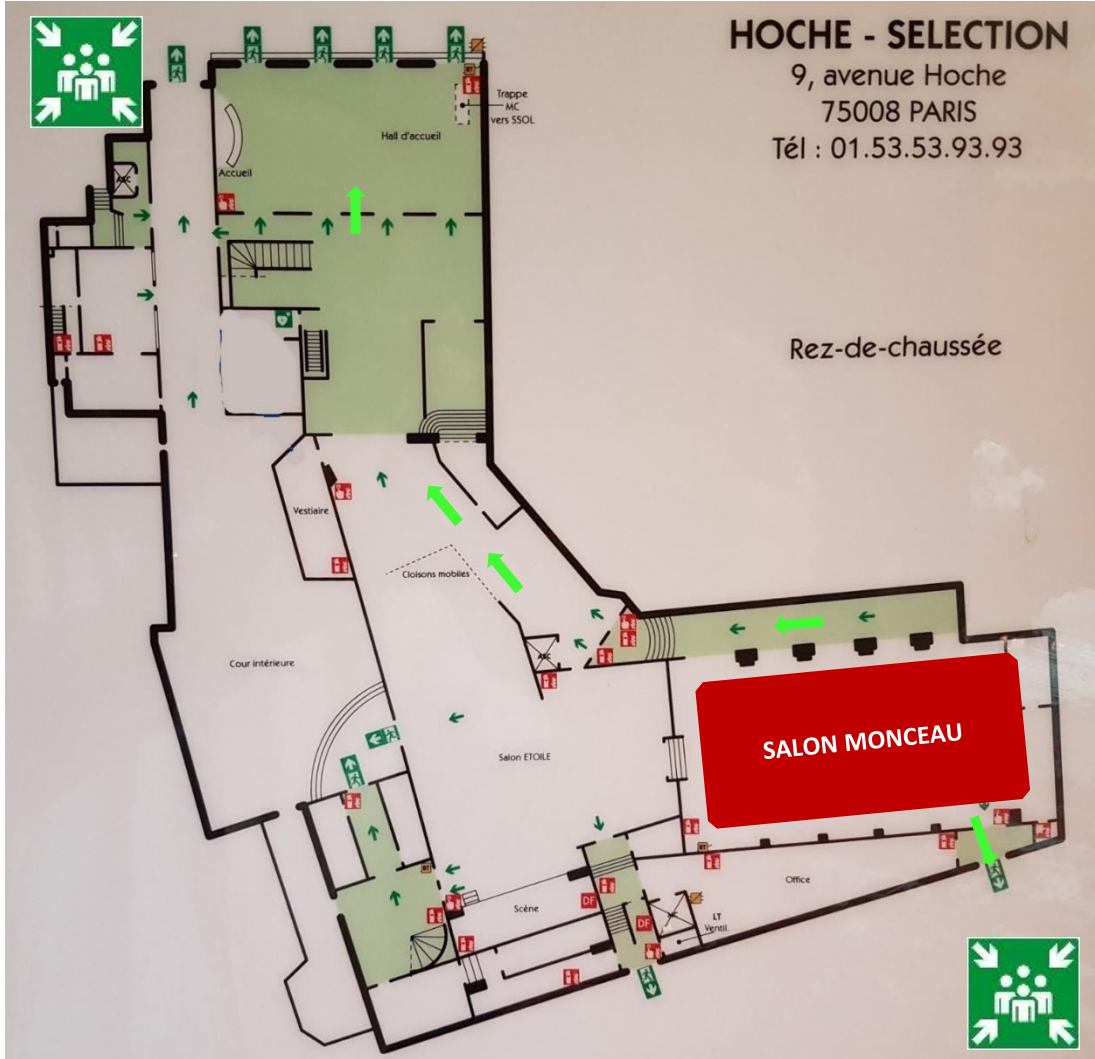 HOCHE - SELECTION
9, avenue Hoche
75008 PARIS
Tél : 01.53.53.93.93
Trappe
MC
vers SSOL
Hall d'accueil
Accueil
ASC
Rez-de-chaussée
Vestiaire
Cloisons mobiles
ASC
Cour intérieure
SALON MONCEAU
Salon ETOILE
Office
Scène
DF
DF
LT
Ventil.